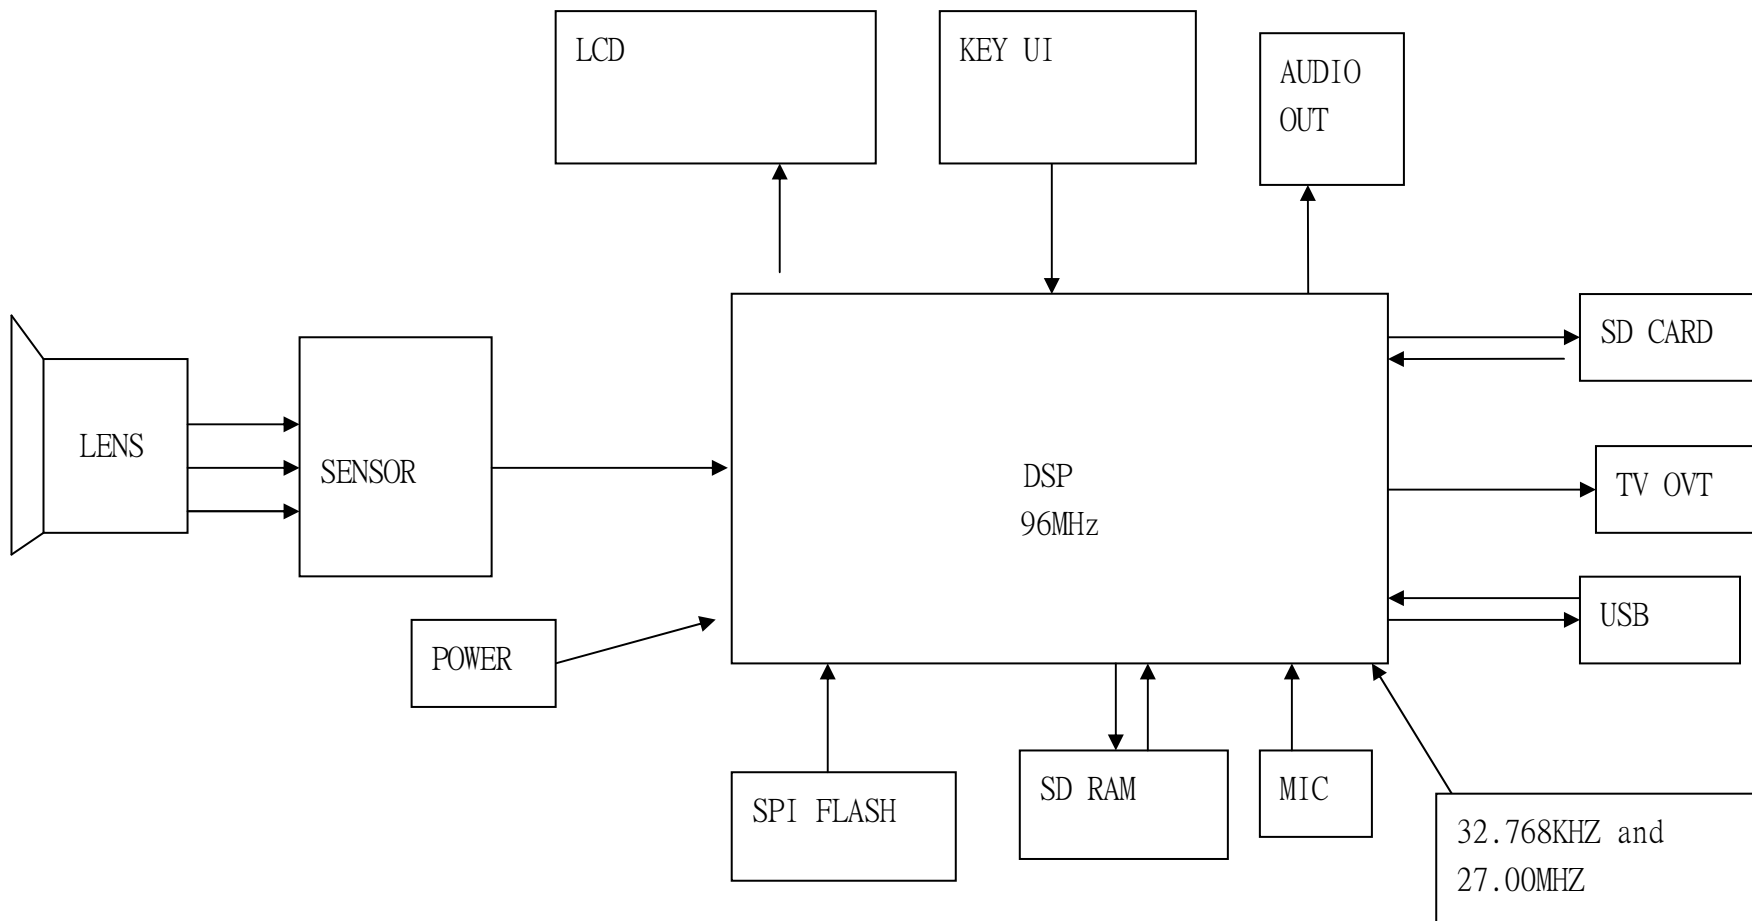 LCD
KEY UI
AUDIO
OUT
SD CARD
LENS
SENSOR
DSP
96MHz
TV OVT
USB
POWER
SPI FLASH
SD RAM
MIC
32.768KHZ and
27.00MHZ